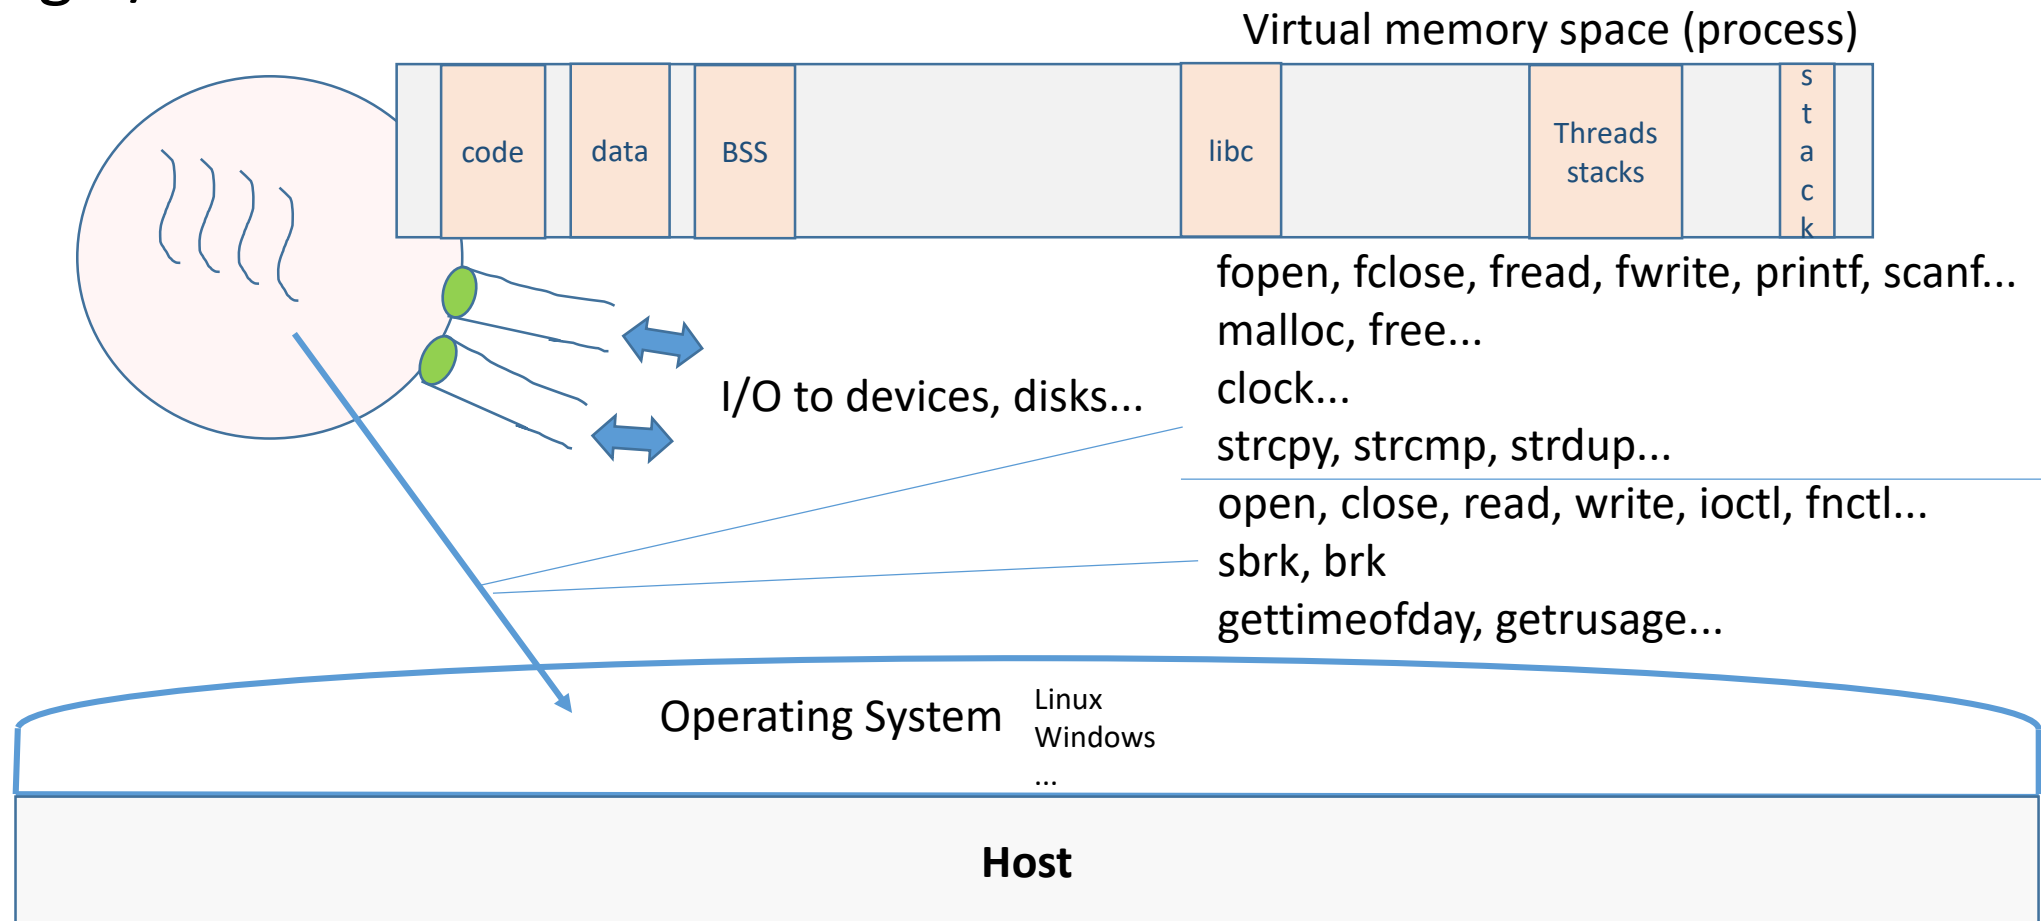 Virtual memory space (process)
code
data
BSS
libc
Threads
stacks
stack
fopen, fclose, fread, fwrite, printf, scanf...
malloc, free...
clock...
strcpy, strcmp, strdup...
I/O to devices, disks...
open, close, read, write, ioctl, fnctl...
sbrk, brk
gettimeofday, getrusage...
Operating System
Linux
Windows
...
Host